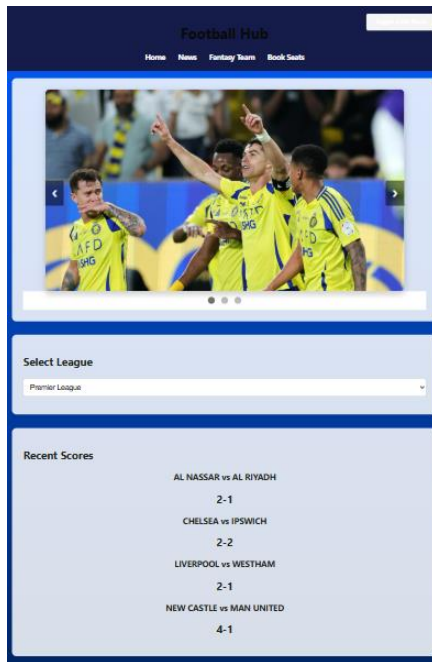 Football Hub
Home News Fantasy Team Book Seats
AFD
SHG
Select League
Premier League
Recent Scores
AL NASSAR vs AL RIYADH
2-1
CHELSEA vs IPSWICH
2-2
LIVERPOOL vs WESTHAM
2-1
NEW CASTLE vs MAN UNITED
4-1